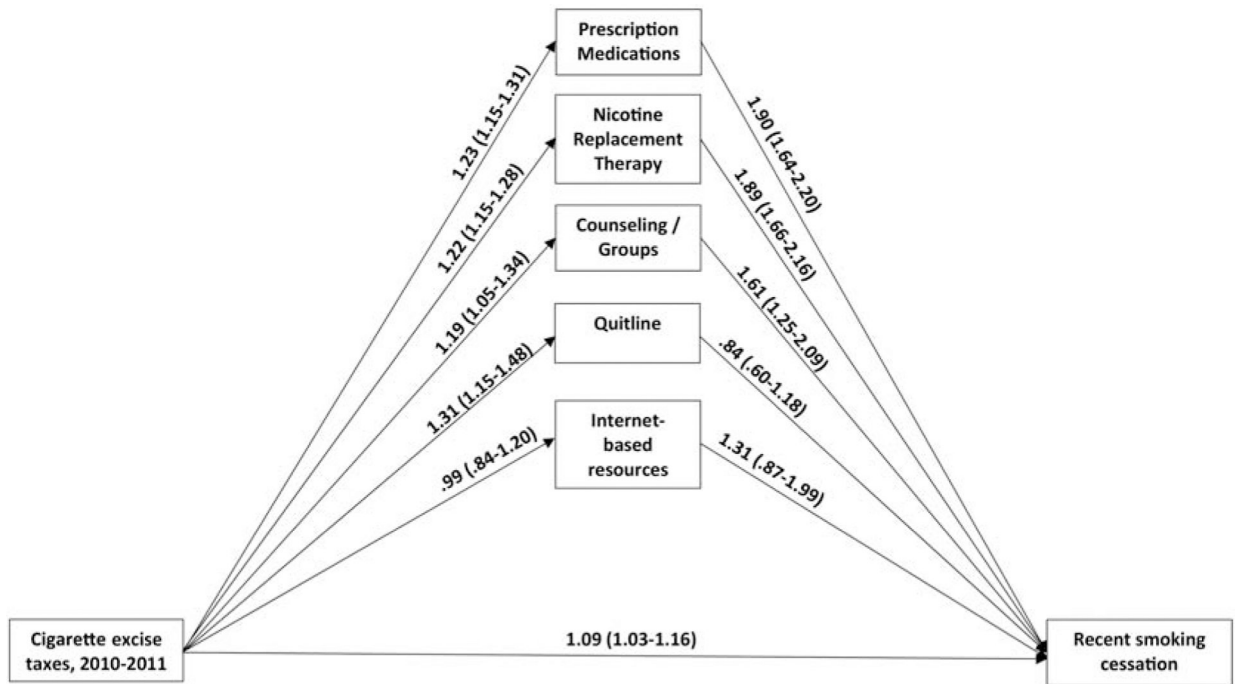 Prescription
Medications
1.23 (1.15-1.31)
1.90 (1.64-2.20)
Nicotine
Replacement
Therapy
1.22 (1.15-1.28)
1.89 (1.66-2.16)
Counseling /
Groups
1.19 (1.05-1.34)
1.61 (1.25-2.09)
Quitline
1.31 (1.15-1.48)
.84 (.60-1.18)
Internet-
based
resources
.99 (.84-1.20)
1.31 (.87-1.99)
Cigarette excise
taxes, 2010-2011
1.09 (1.03-1.16)
Recent smoking
cessation